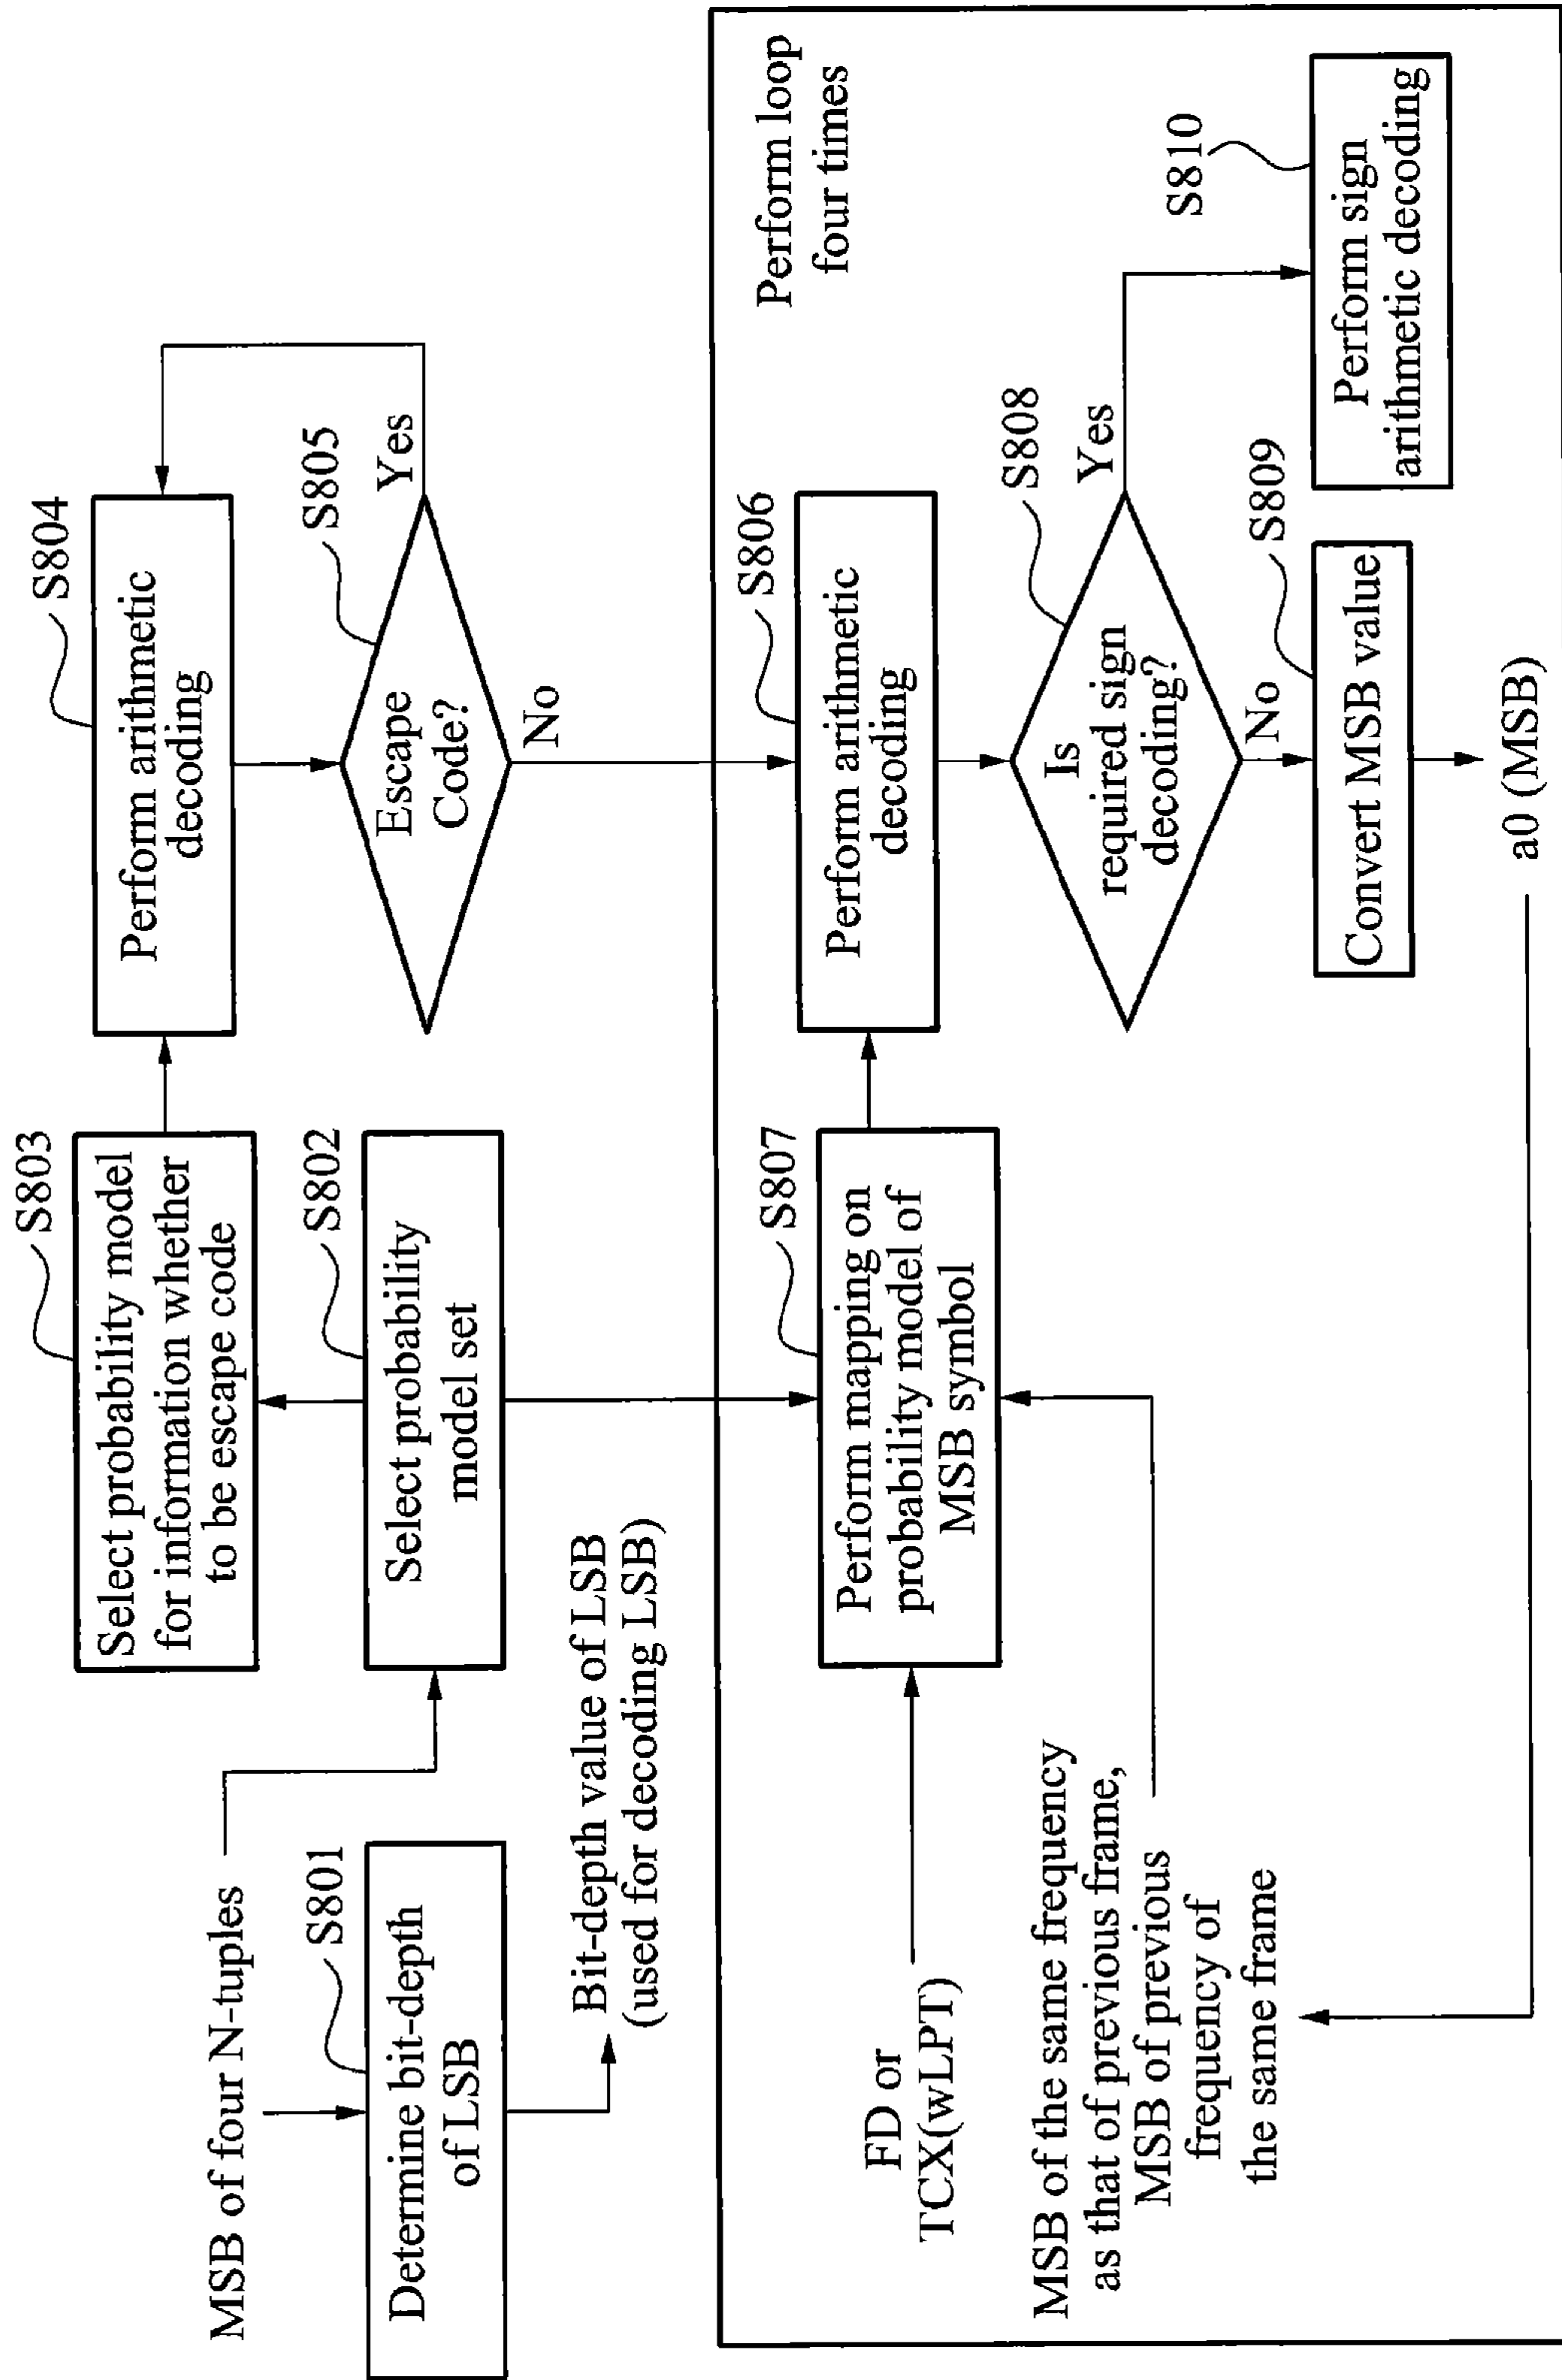 MSB of four N-tuples
S801
Determine bit-depth
of LSB
Bit-depth value of LSB
(used for decoding LSB)
S803
Select probability model
for information whether
to be escape code
S802
Select probability
model set
S804
Perform arithmetic
decoding
S805
Escape
Code?
Yes
No
Perform loop
four times
FD or
TCX(wLPT)
MSB of the same frequency
as that of previous frame,
MSB of previous
frequency of
the same frame
S807
Perform mapping on
probability model of
MSB symbol
S806
Perform arithmetic
decoding
S808
Is
required sign
decoding?
Yes
No
S809
Convert MSB value
S810
Perform sign
arithmetic decoding
a0 (MSB)